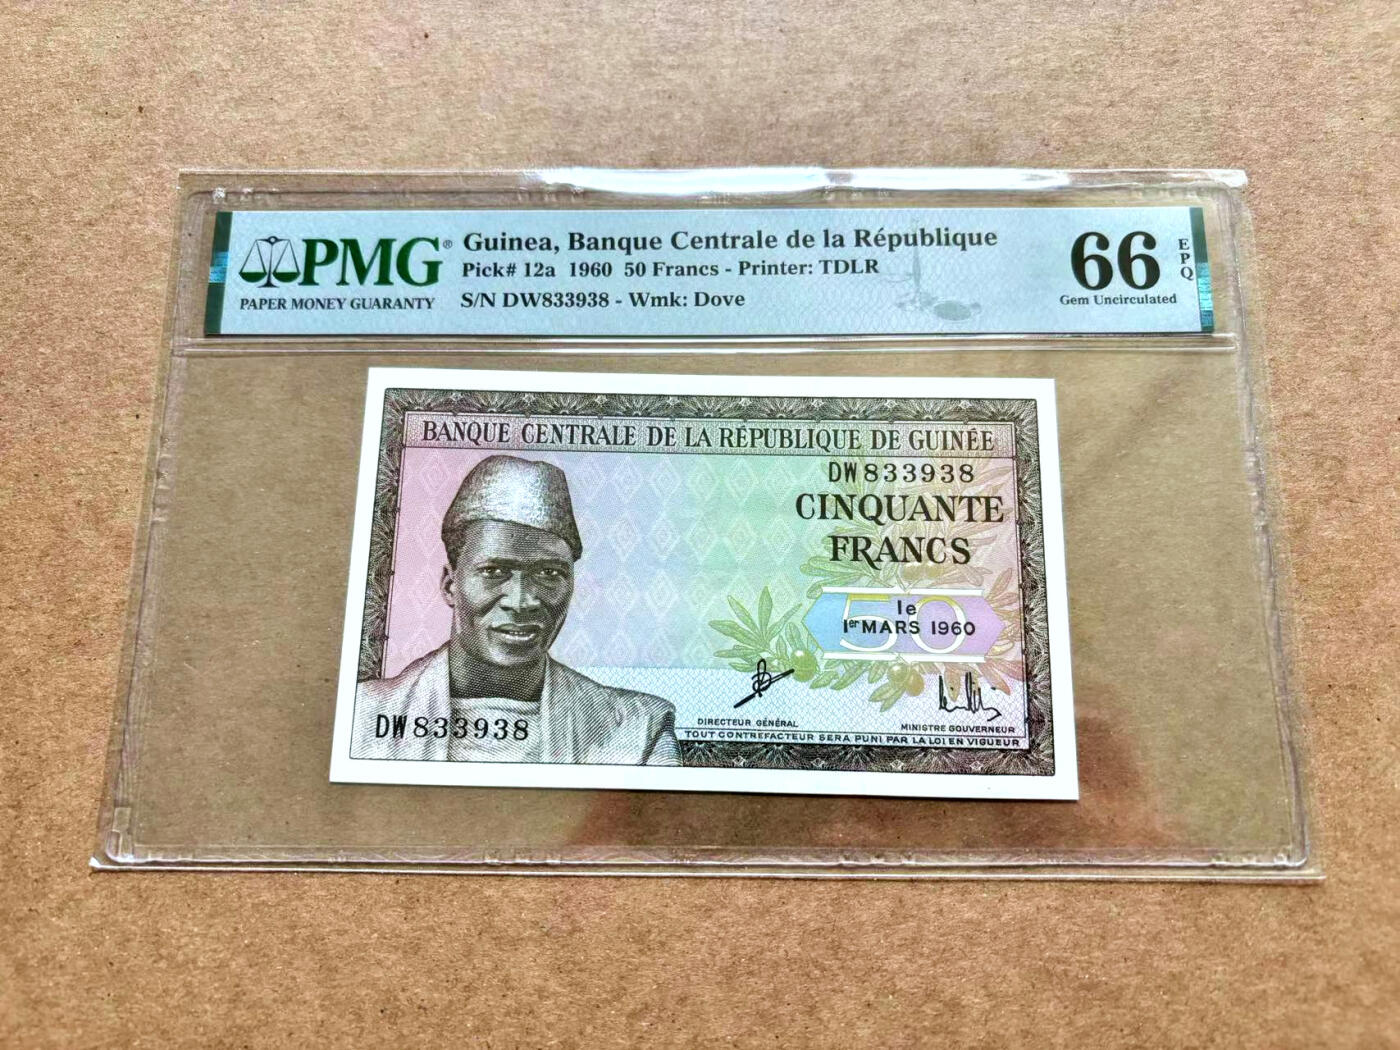 PMG®
PAPER MONEY GUARANTY
Guinea, Banque Centrale de la République
Pick# 12a 1960 50 Francs - Printer: TDLR
S/N DW833938 - Wmk: Dove
66
Gem Uncirculated
EPQ
BANQUE CENTRALE DE LA RÉPUBLIQUE DE GUINÉE
DW833938
CINQUANTE
FRANCS
50
le
1er MARS 1960
DIRECTEUR GÉNÉRAL
MINISTRE GOUVERNEUR
TOUT CONTREFACTEUR SERA PUNI PAR LA LOI EN VIGUEUR
DW833938